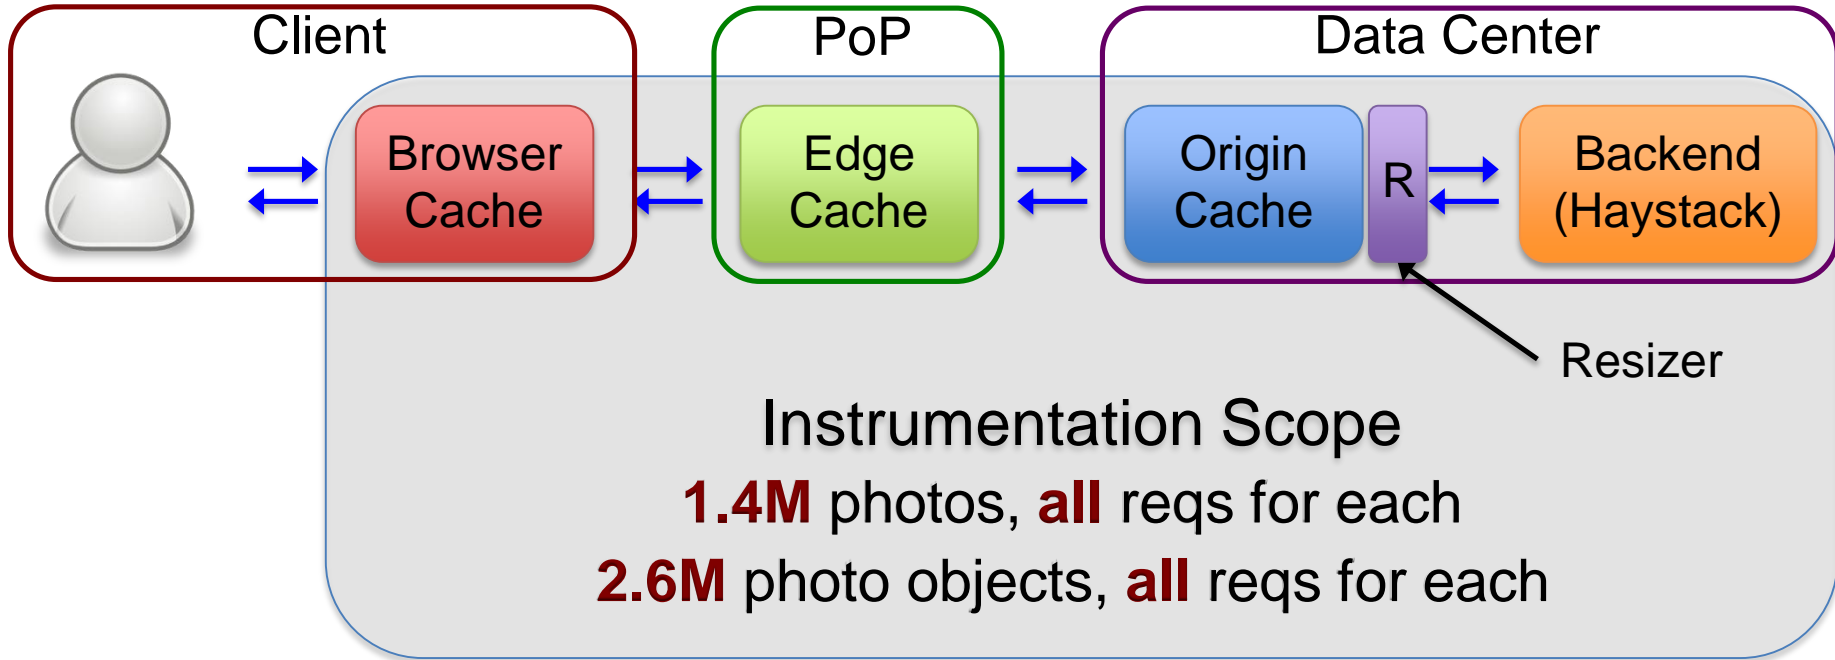 Client
PoP
Data Center
Browser
Cache
Edge
Cache
Origin
Cache
R
Backend
(Haystack)
Resizer
Instrumentation Scope
1.4M photos, all reqs for each
2.6M photo objects, all reqs for each